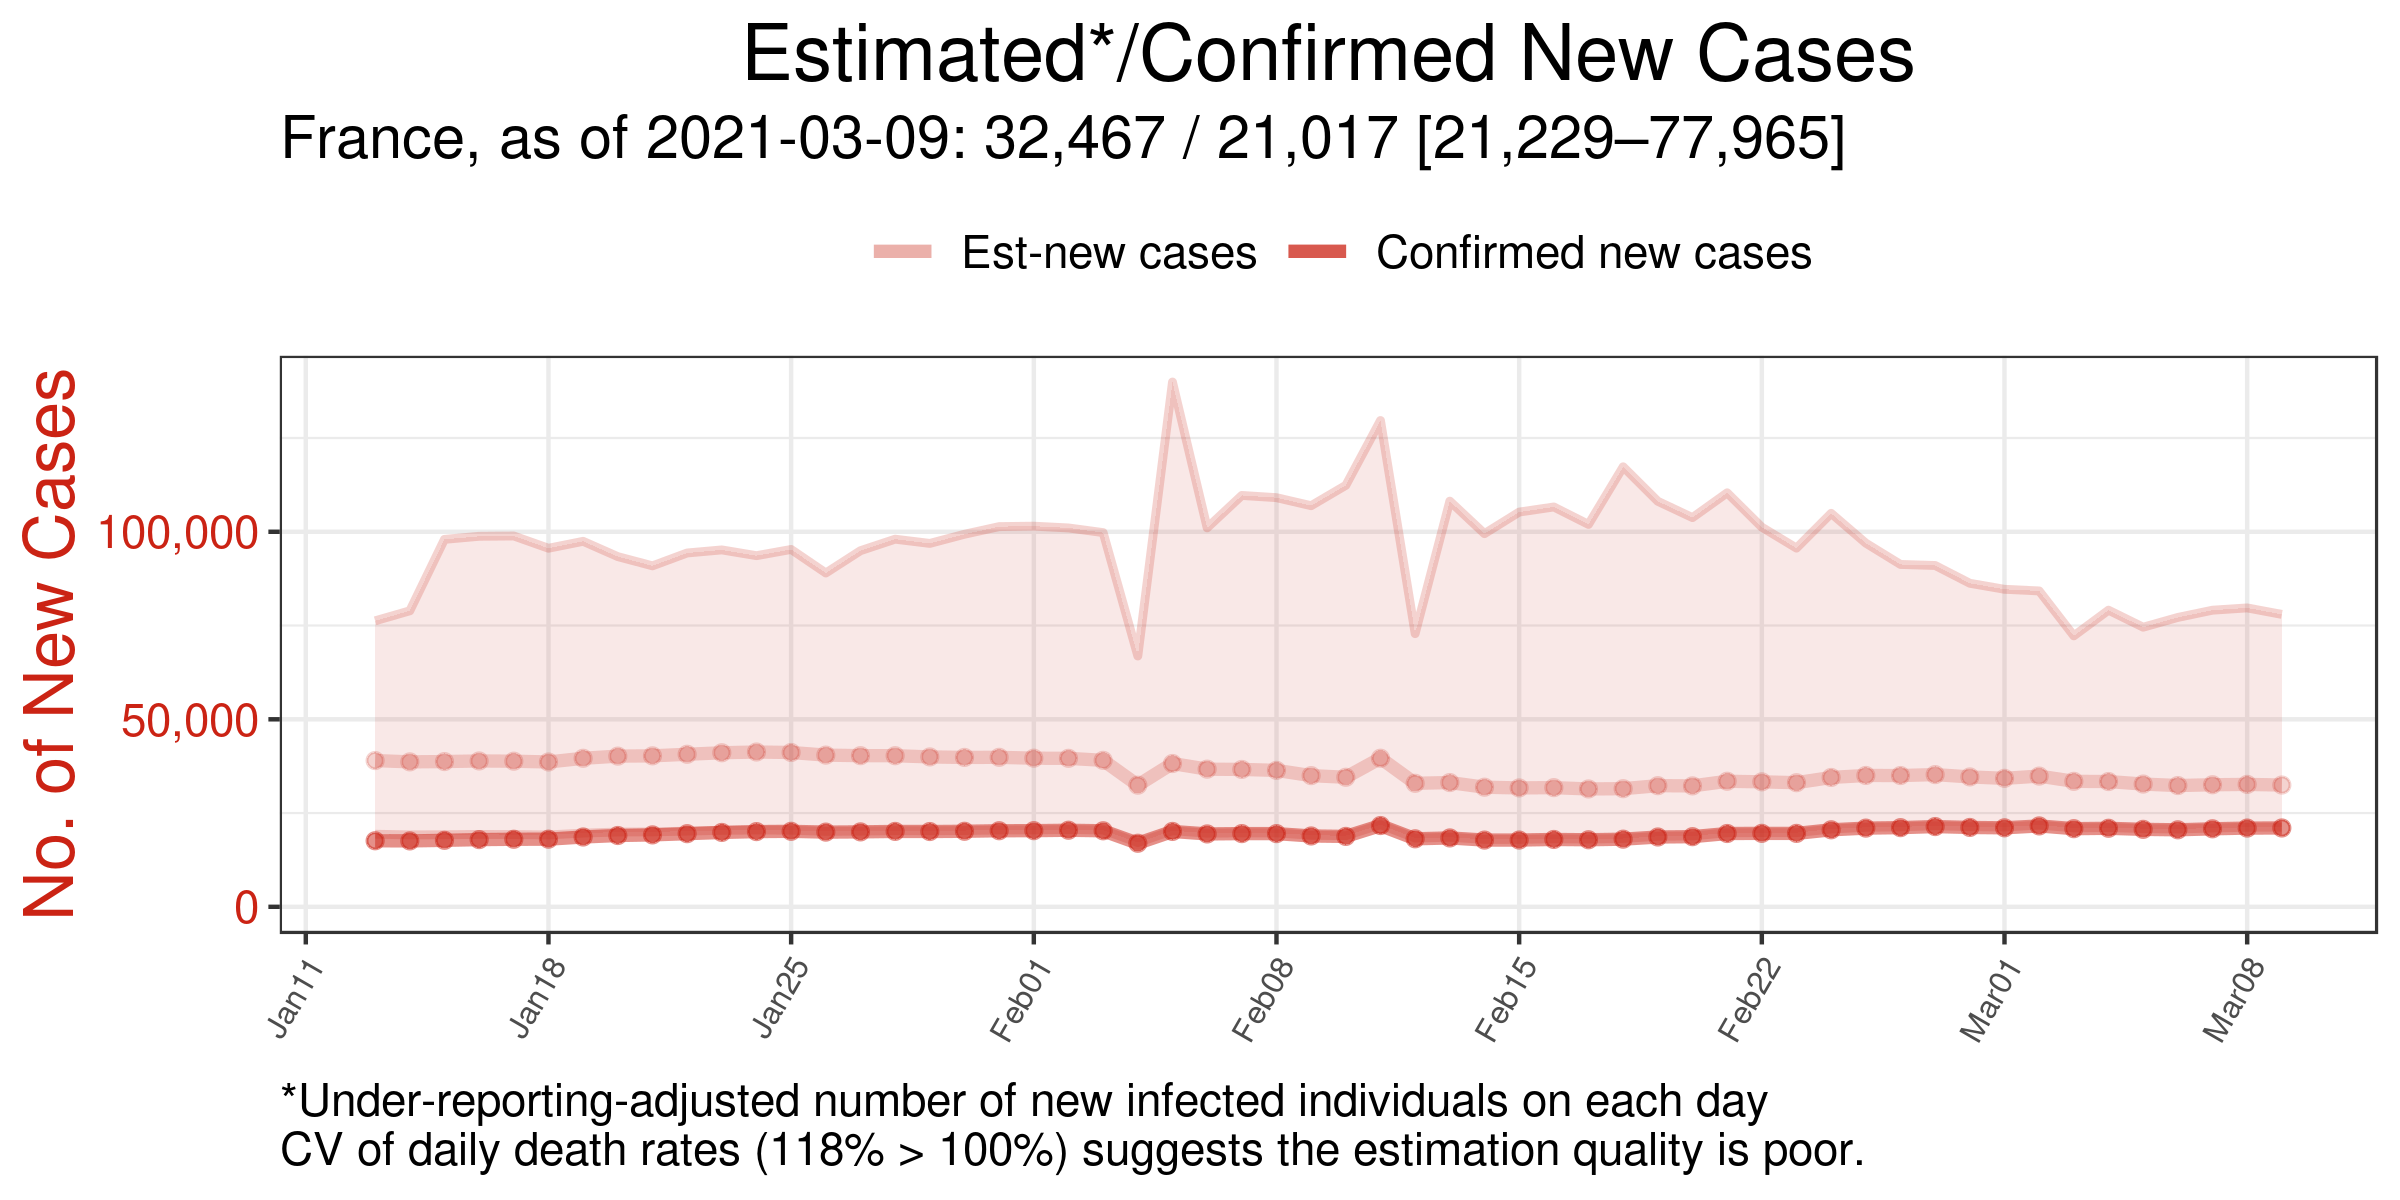 Estimated*/Confirmed New Cases
France, as of 2021-03-09: 32,467 / 21,017 [21,229–77,965]
Est-new cases
Confirmed new cases
No. of New Cases
100,000
50,000
0
Jan11
Jan18
Jan25
Feb01
Feb08
Feb15
Feb22
Mar01
Mar08
*Under-reporting-adjusted number of new infected individuals on each day
CV of daily death rates (118% > 100%) suggests the estimation quality is poor.